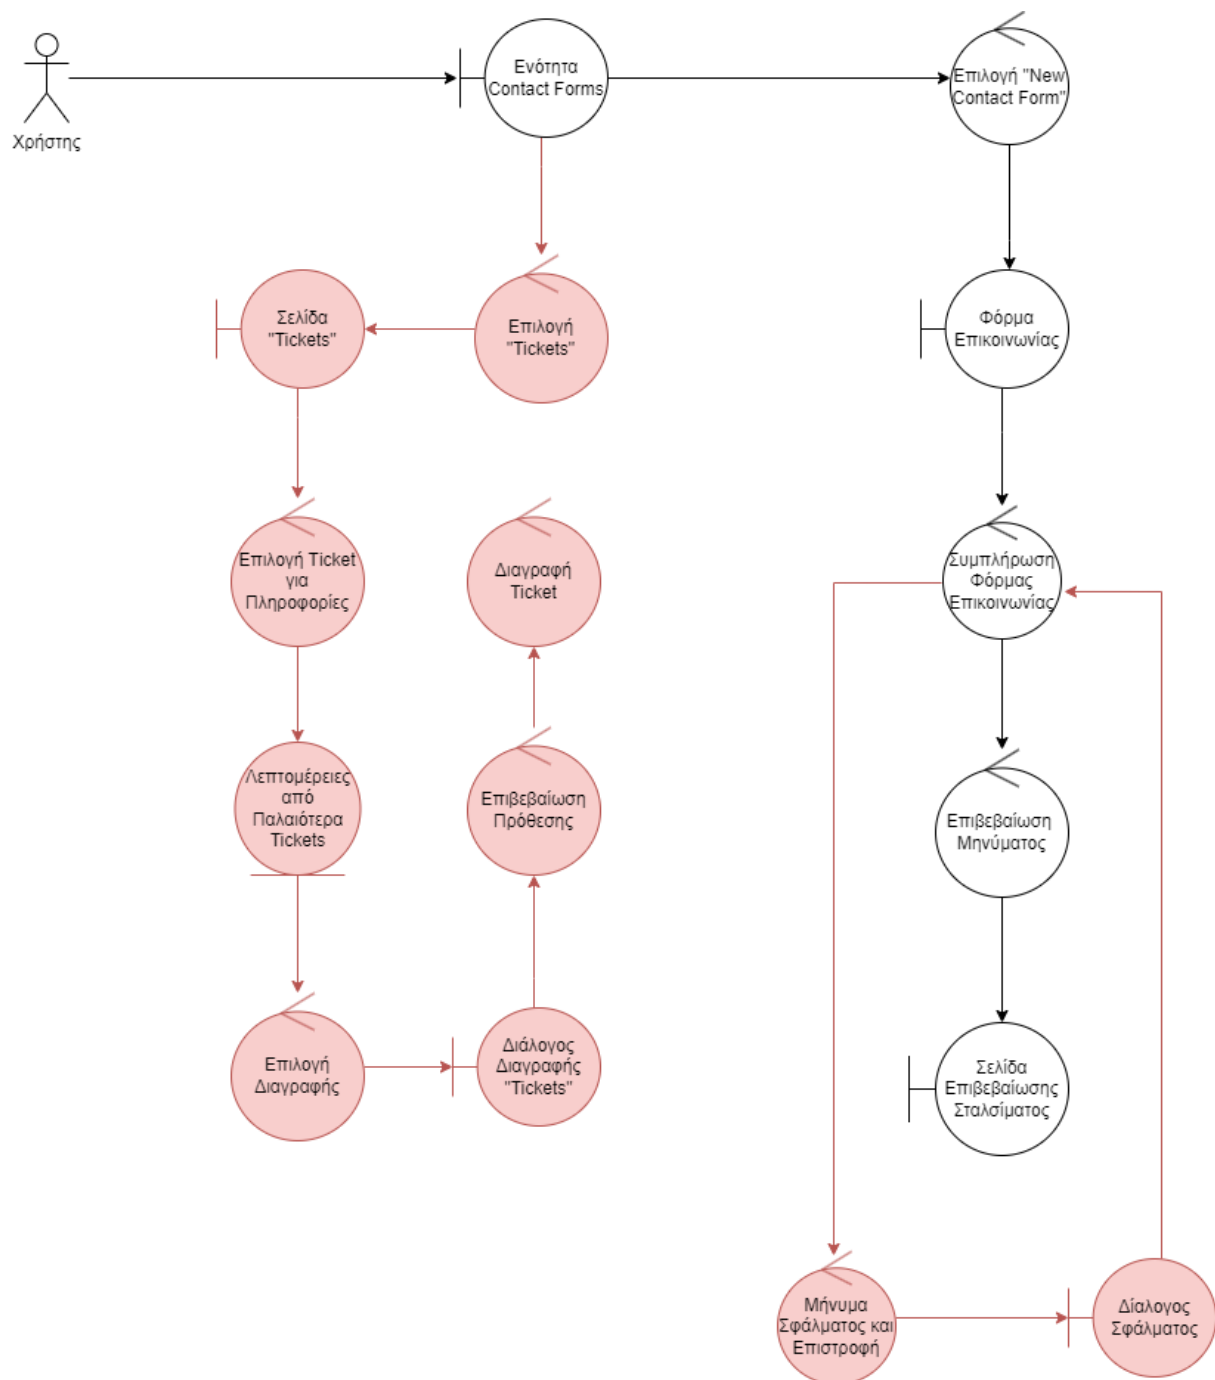 Χρήστης
Ενότητα
Contact Forms
Επιλογή "New
Contact Form"
Σελίδα
"Tickets"
Επιλογή
"Tickets"
Φόρμα
Επικοινωνίας
Επιλογή Ticket
για
Πληροφορίες
Διαγραφή
Ticket
Συμπλήρωση
Φόρμας
Επικοινωνίας
Λεπτομέρειες
από
Παλαιότερα
Tickets
Επιβεβαίωση
Πρόθεσης
Επιβεβαίωση
Μηνύματος
Επιλογή
Διαγραφής
Διάλογος
Διαγραφής
"Tickets"
Σελίδα
Επιβεβαίωσης
Σταλσίματος
Μήνυμα
Σφάλματος και
Επιστροφή
Δίαλογος
Σφάλματος